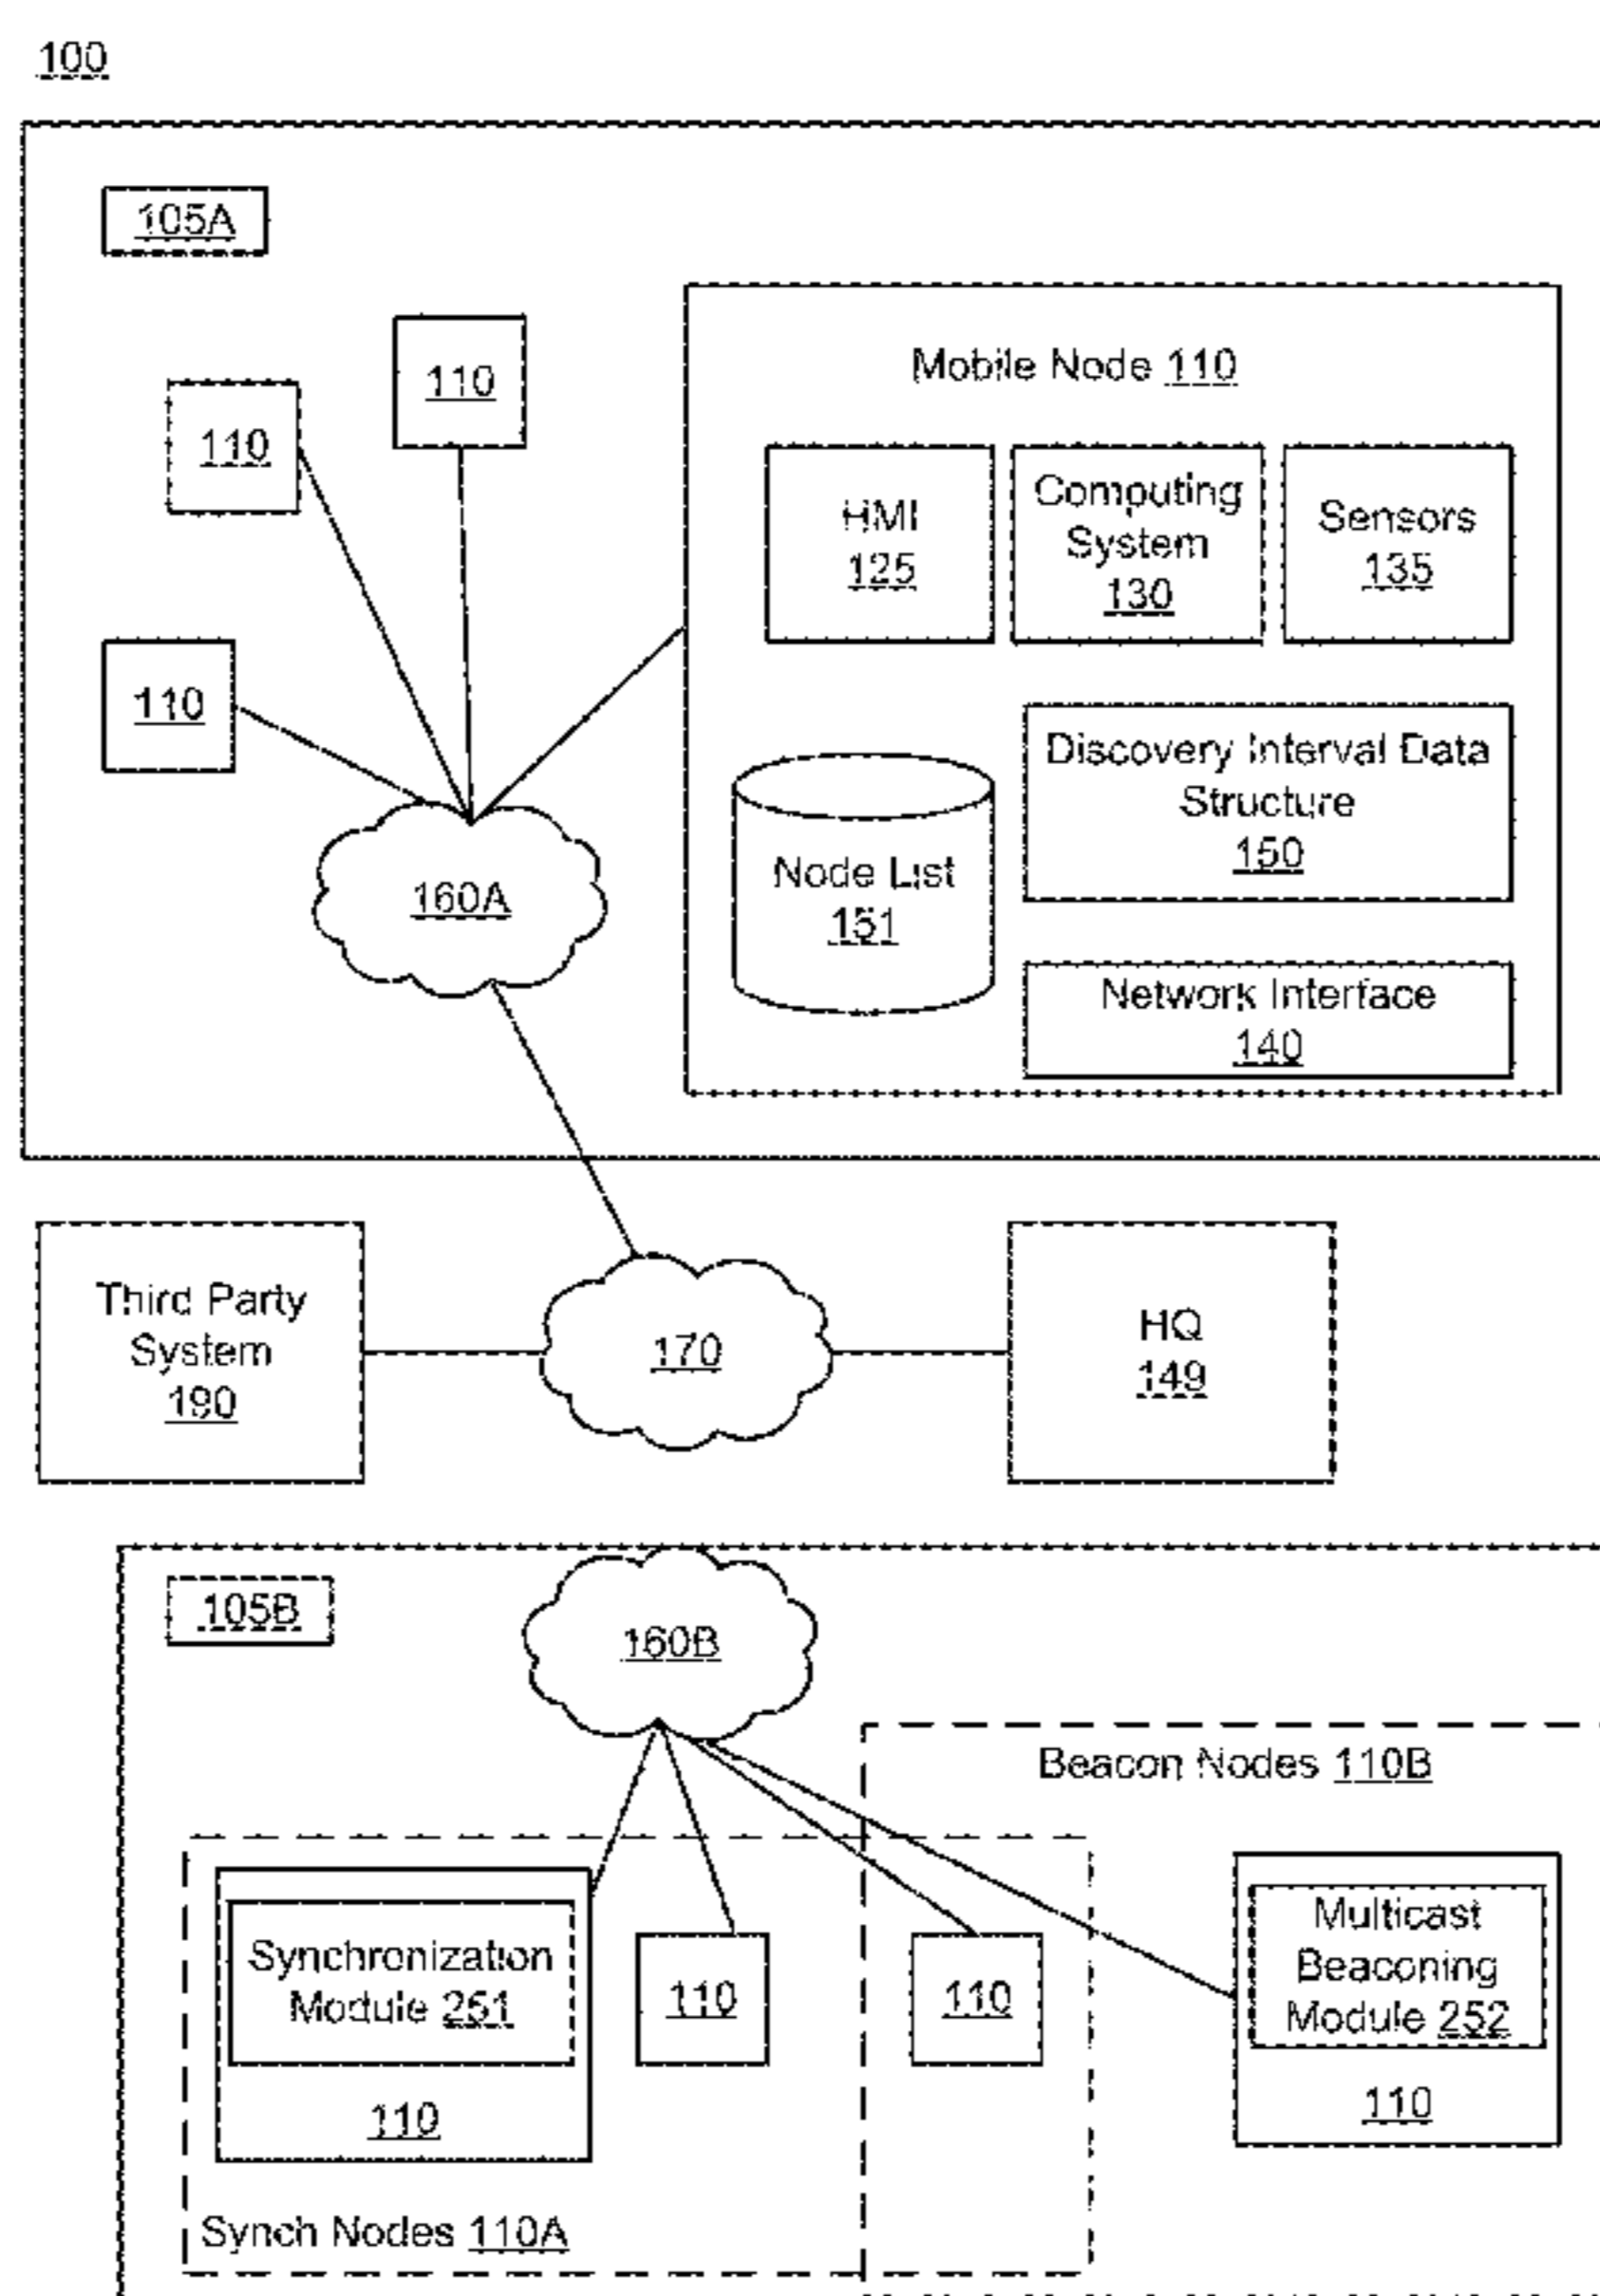 100
105A
110
110
110
Mobile Node 110
HMI
125
Computing
System
130
Sensors
135
Discovery Interval Data
Structure
150
Node List
151
Network Interface
140
160A
Third Party
System
190
170
HQ
149
105B
160B
Beacon Nodes 110B
Synchronization
Module 251
110
110
110
Multicast
Beaconing
Module 252
110
Synch Nodes 110A